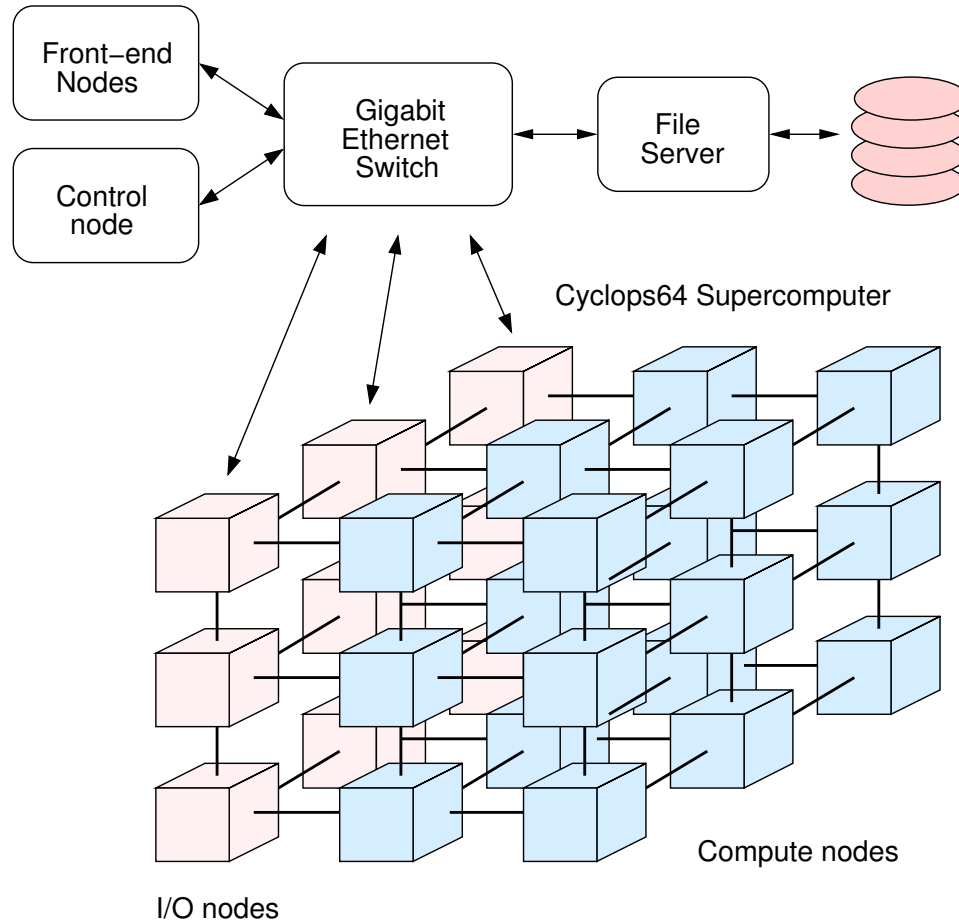 Front−end
Nodes
Gigabit
Ethernet
Switch
File
Server
Control
node
Cyclops64 Supercomputer
Compute nodes
I/O nodes